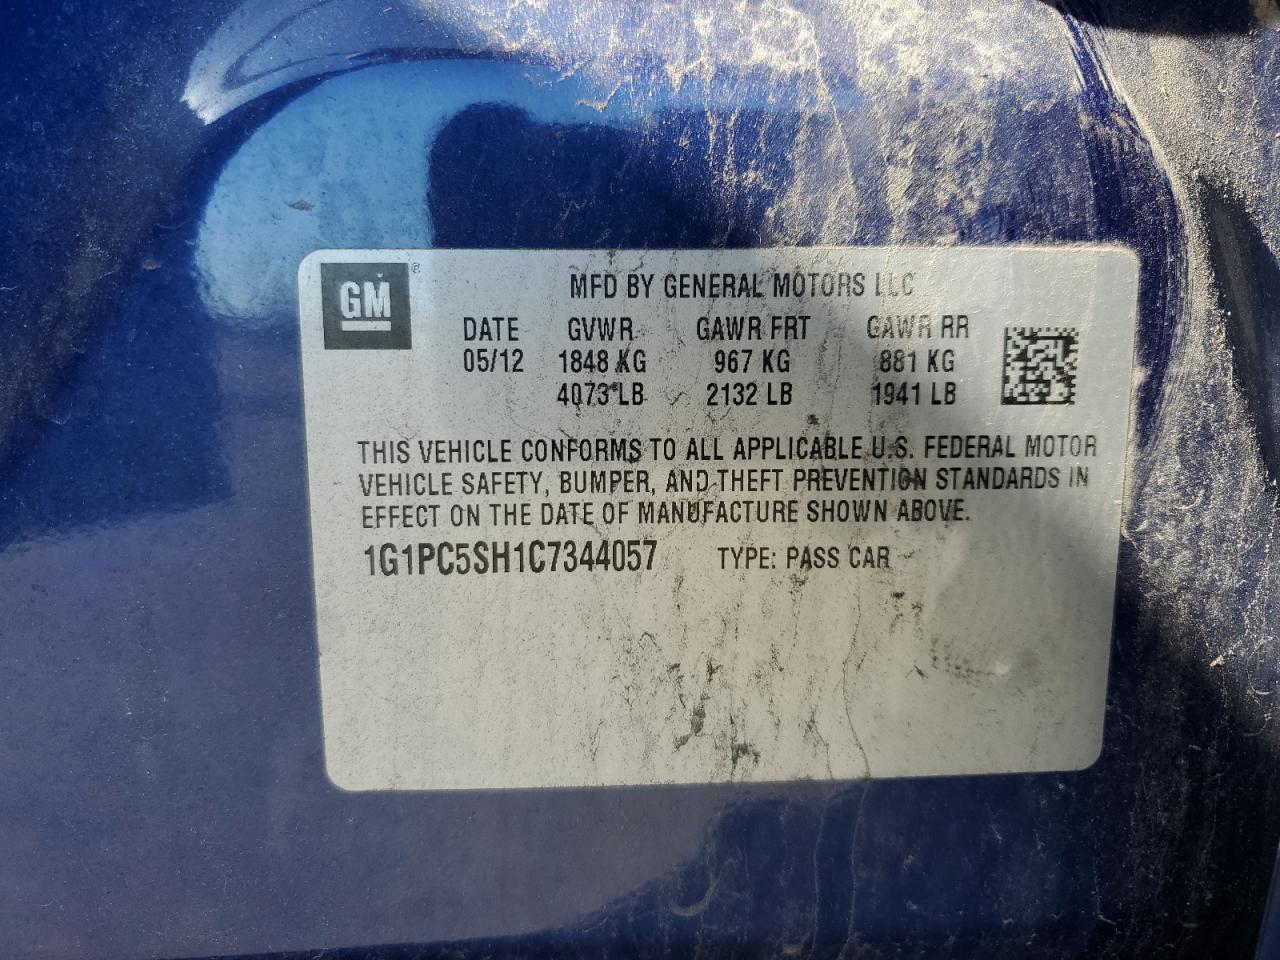 GM
MFD BY GENERAL MOTORS LLC
DATE GVWR GAWR FRT GAWR RR
05/12 1848 KG 967 KG 881 KG
4073 LB 2132 LB 1941 LB
THIS VEHICLE CONFORMS TO ALL APPLICABLE U.S. FEDERAL MOTOR
VEHICLE SAFETY, BUMPER, AND THEFT PREVENTION STANDARDS IN
EFFECT ON THE DATE OF MANUFACTURE SHOWN ABOVE.
1G1PC5SH1C7344057 TYPE: PASS CAR